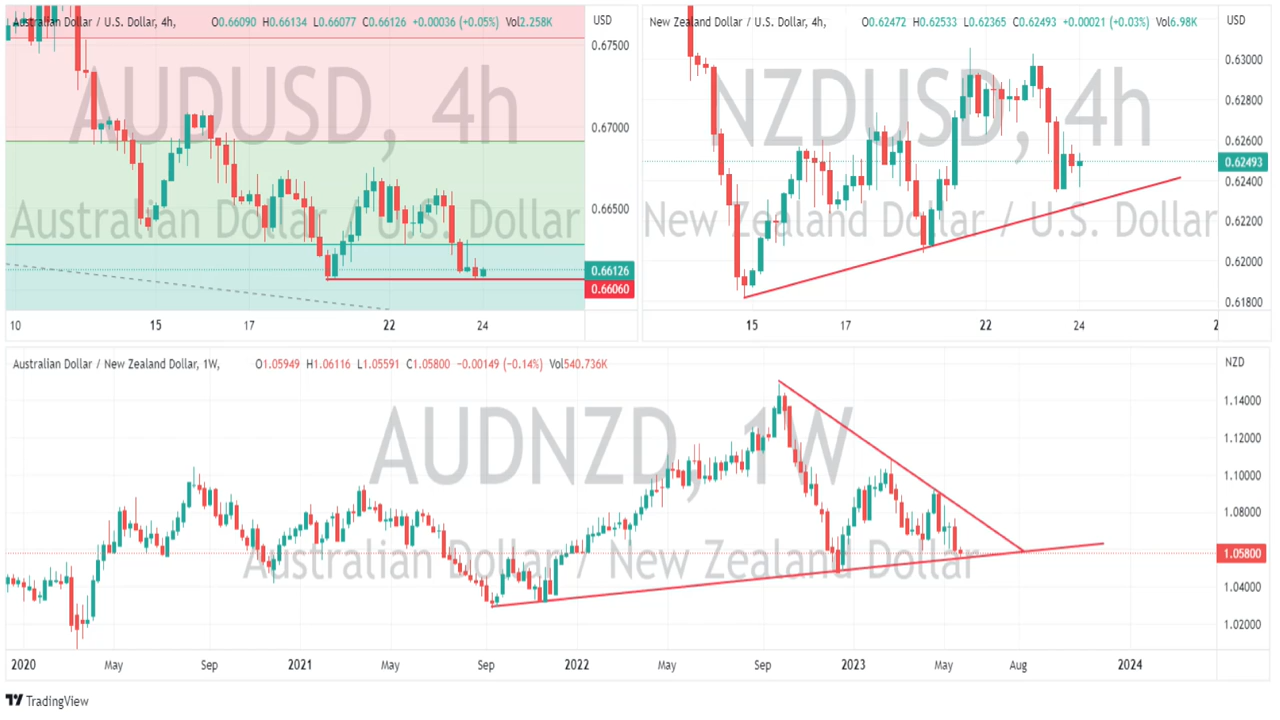 Australian Dollar / U.S. Dollar, 4h, O0.66090 H0.66134 L0.66077 C0.66126 +0.00036 (+0.05%) Vol2.258K USD
0.67500
0.67000
0.66500
0.66126
0.66060
AUDUSD, 4h
Australian Dollar / U.S. Dollar
10 15 17 22 24
New Zealand Dollar / U.S. Dollar, 4h, O0.62472 H0.62533 L0.62365 C0.62493 +0.00021 (+0.03%) Vol6.98K USD
0.63000
0.62800
0.62600
0.62493
0.62400
0.62200
0.62000
0.61800
NZDUSD, 4h
New Zealand Dollar / U.S. Dollar
15 17 22 24 2
Australian Dollar / New Zealand Dollar, 1W, O1.05949 H1.06116 L1.05591 C1.05800 −0.00149 (−0.14%) Vol540.736K NZD
1.14000
1.12000
1.10000
1.08000
1.05800
1.04000
1.02000
AUDNZD, 1W
Australian Dollar / New Zealand Dollar
2020 May Sep 2021 May Sep 2022 May Sep 2023 May Aug 2024
TradingView